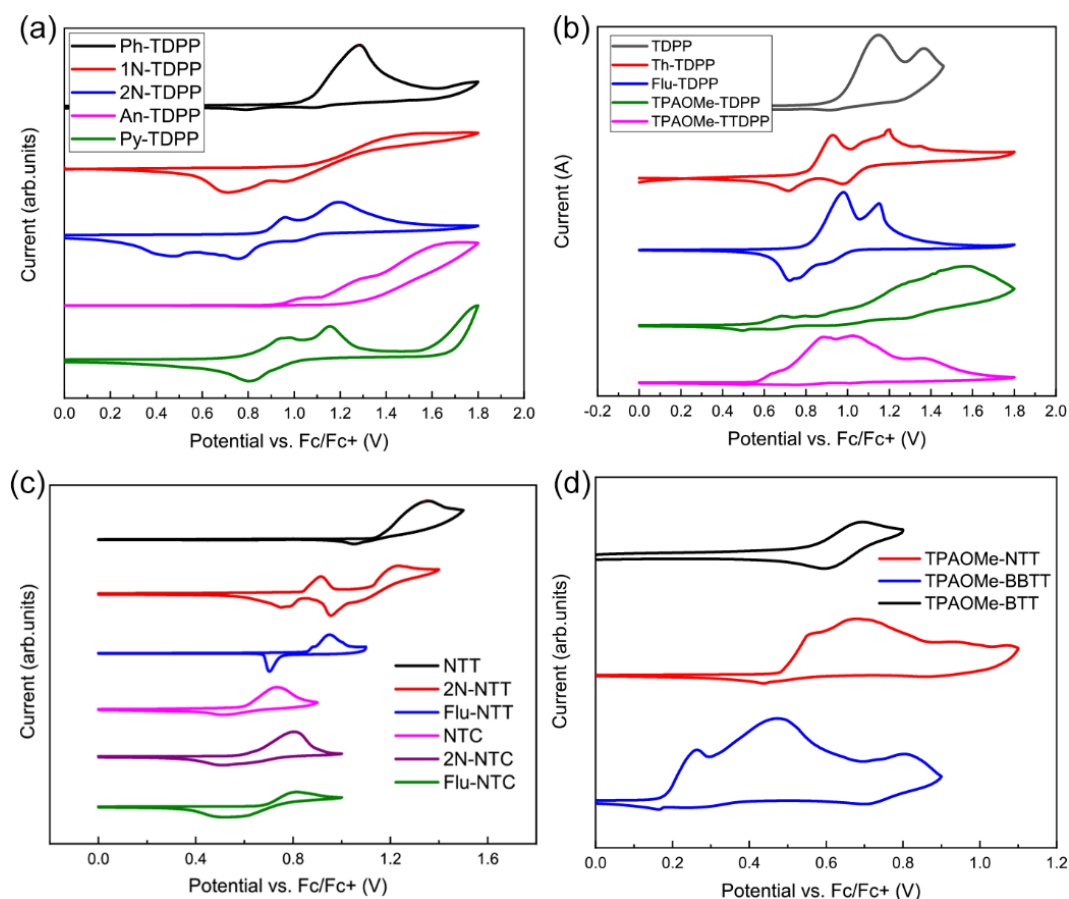 (a)
Ph-TDPP
1N-TDPP
2N-TDPP
An-TDPP
Py-TDPP
Current (arb.units)
0.0 0.2 0.4 0.6 0.8 1.0 1.2 1.4 1.6 1.8 2.0
Potential vs. Fc/Fc+ (V)
(b)
TDPP
Th-TDPP
Flu-TDPP
TPAOMe-TDPP
TPAOMe-TTDPP
Current (A)
-0.2 0.0 0.2 0.4 0.6 0.8 1.0 1.2 1.4 1.6 1.8 2.0
Potential vs. Fc/Fc+ (V)
(c)
NTT
2N-NTT
Flu-NTT
NTC
2N-NTC
Flu-NTC
Current (arb.units)
0.0 0.4 0.8 1.2 1.6
Potential vs. Fc/Fc+ (V)
(d)
TPAOMe-NTT
TPAOMe-BBTT
TPAOMe-BTT
Current (arb.units)
0.0 0.2 0.4 0.6 0.8 1.0 1.2
Potential vs. Fc/Fc+ (V)